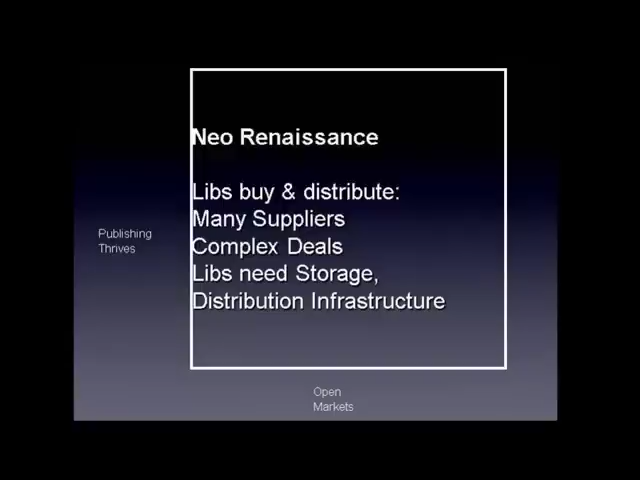 Neo Renaissance
Libs buy & distribute:
Many Suppliers
Complex Deals
Libs need Storage,
Distribution Infrastructure
Publishing
Thrives
Open
Markets